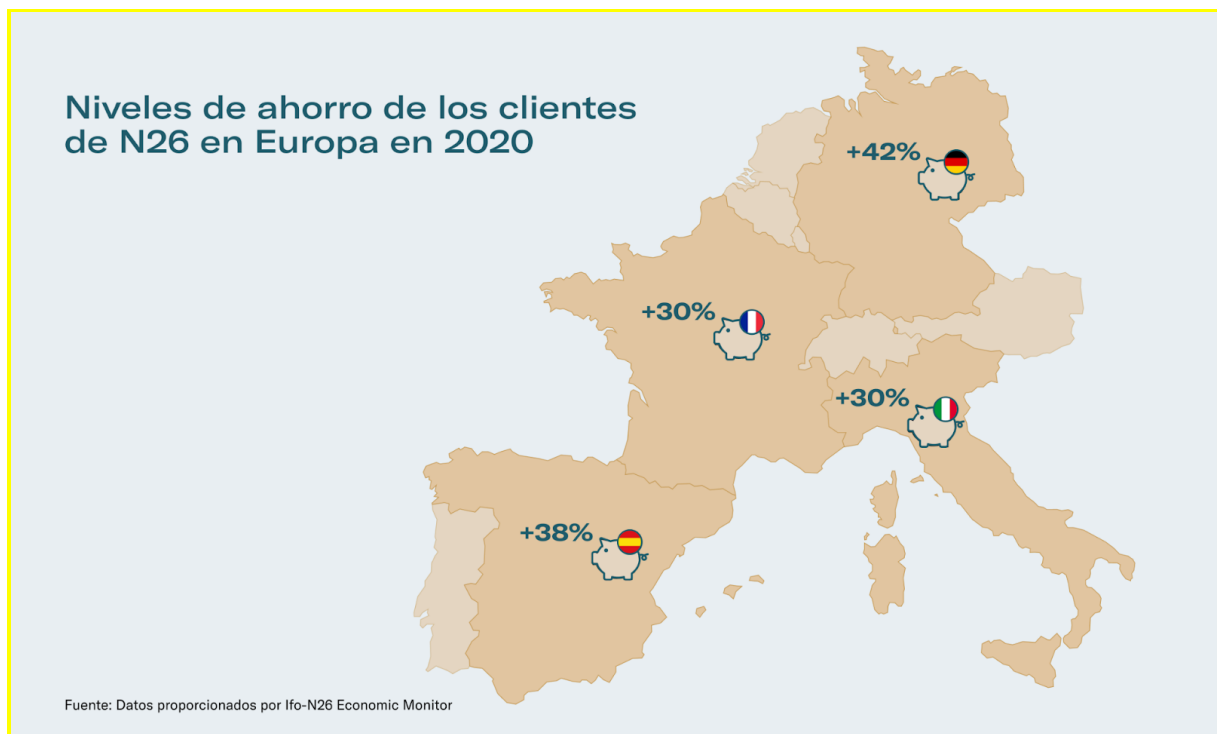 Niveles de ahorro de los clientes
de N26 en Europa en 2020
+42%
+30%
+30%
+38%
Fuente: Datos proporcionados por Ifo-N26 Economic Monitor